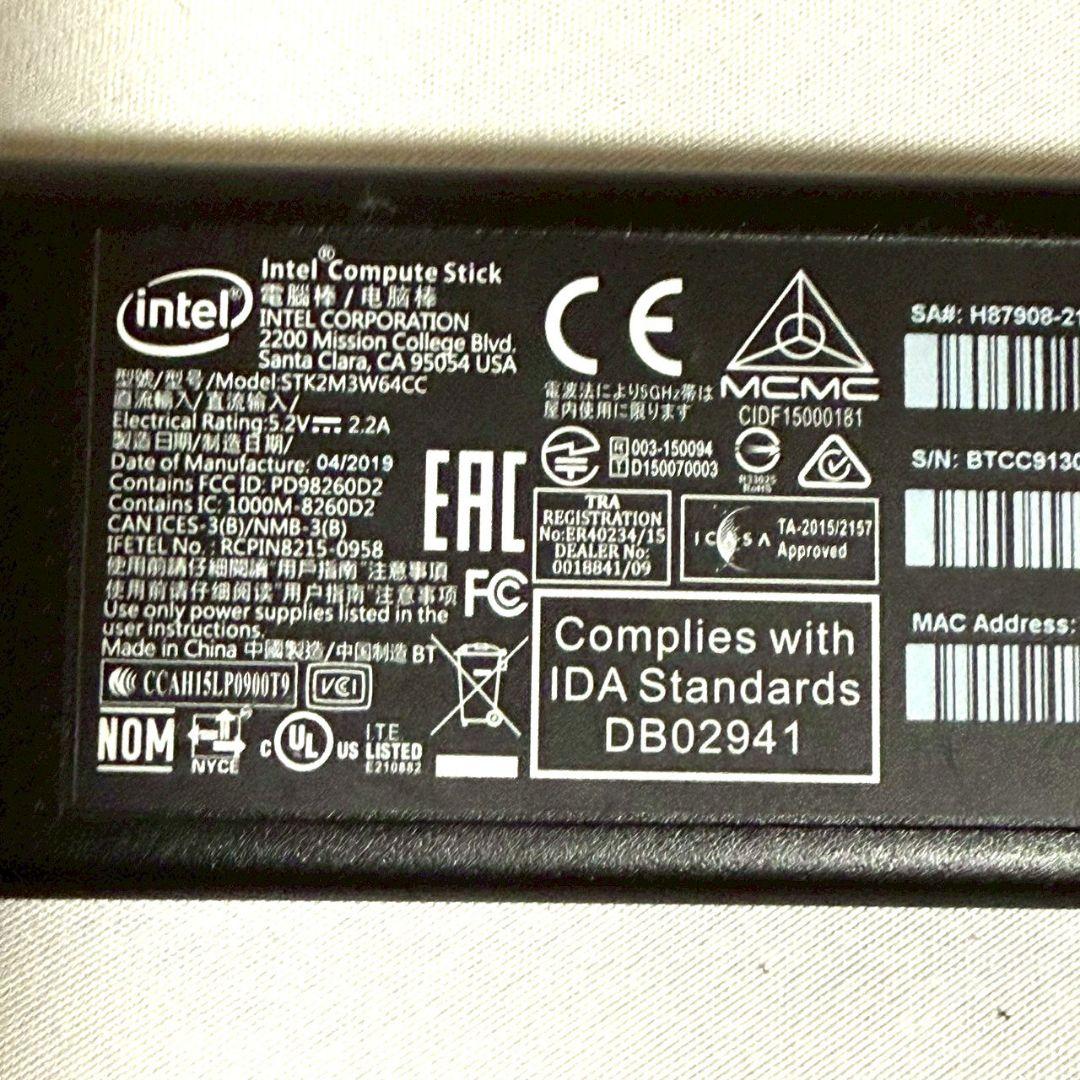 intel®
Intel® Compute Stick
電腦棒 / 电脑棒
INTEL CORPORATION
2200 Mission College Blvd.
Santa Clara, CA 95054 USA
型號/型号/Model:STK2M3W64CC
直流輸入/直流输入/
Electrical Rating:5.2V 2.2A
製造日期/制造日期/
Date of Manufacture: 04/2019
Contains FCC ID: PD98260D2
Contains IC: 1000M-8260D2
CAN ICES-3(B)/NMB-3(B)
IFETEL No.: RCPIN8215-0958
使用前請仔細閱讀"用戶指南"注意事項
使用前请仔细阅读"用户指南"注意事项
Use only power supplies listed in the
user instructions.
Made in China 中國製造/中国制造 BT
CCAH15LP0900T9
VCI
NOM
NYCE
C UL US
I.T.E.
LISTED
E210882
EAC
FC
CE
電波法により5GHz帯は
屋内使用に限ります
MCMC
CIDF15000181
R 003-150094
T D150070003
R33025
RoHS
TRA
REGISTRATION
No:ER40234/15
DEALER No:
0018841/09
ICASA
TA-2015/2157
Approved
Complies with
IDA Standards
DB02941
SA#: H87908-21
S/N: BTCC9130
MAC Address: